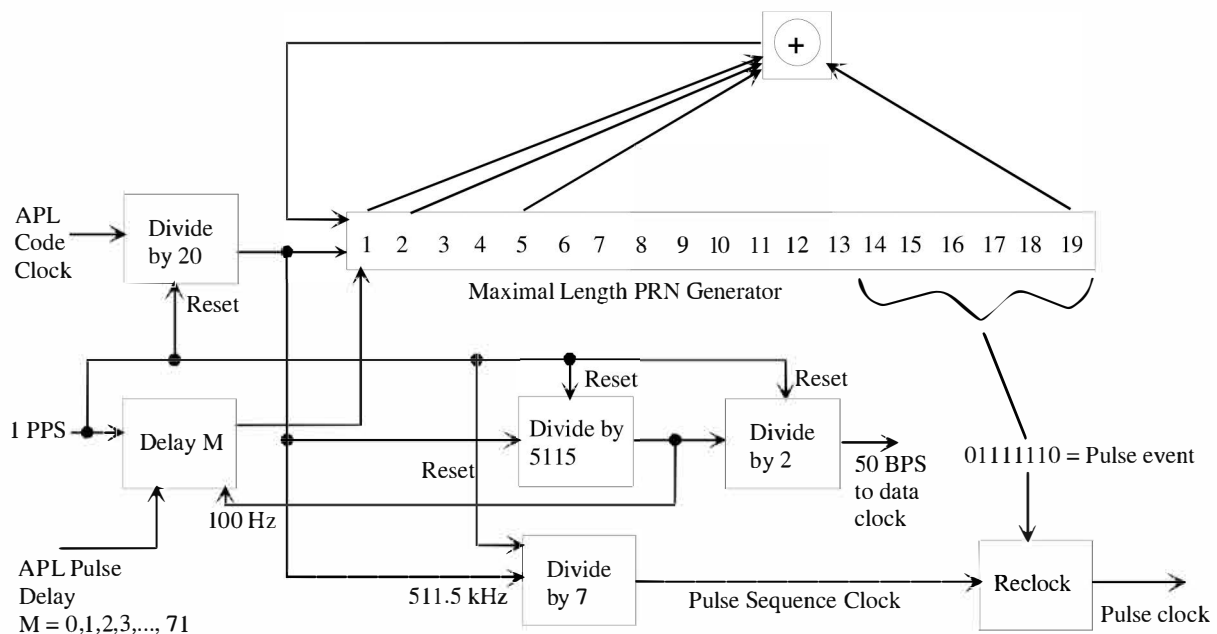 +
APL
Code
Clock
Divide
by 20
1 2 3 4 5 6 7 8 9 10 11 12 13 14 15 16 17 18 19
Maximal Length PRN Generator
Reset
Reset
Reset
1 PPS
Delay M
Divide by
5115
Divide
by 2
Reset
50 BPS
to data
clock
01111110 = Pulse event
100 Hz
APL Pulse
Delay
M = 0,1,2,3,..., 71
511.5 kHz
Divide
by 7
Pulse Sequence Clock
Reclock
Pulse clock